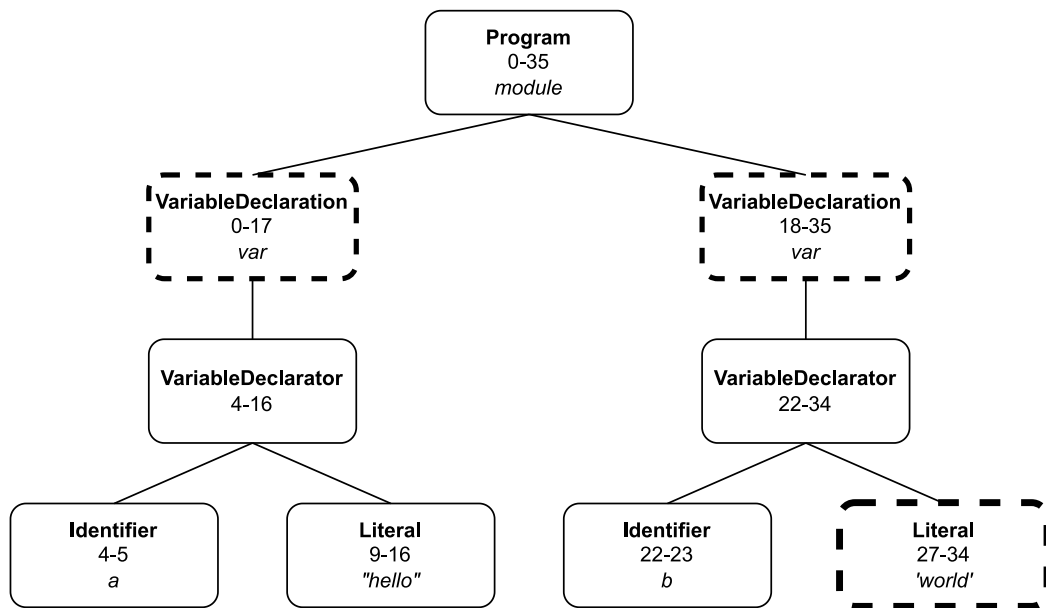 Program
0-35
module
VariableDeclaration
0-17
var
VariableDeclaration
18-35
var
VariableDeclarator
4-16
VariableDeclarator
22-34
Identifier
4-5
a
Literal
9-16
"hello"
Identifier
22-23
b
Literal
27-34
'world'